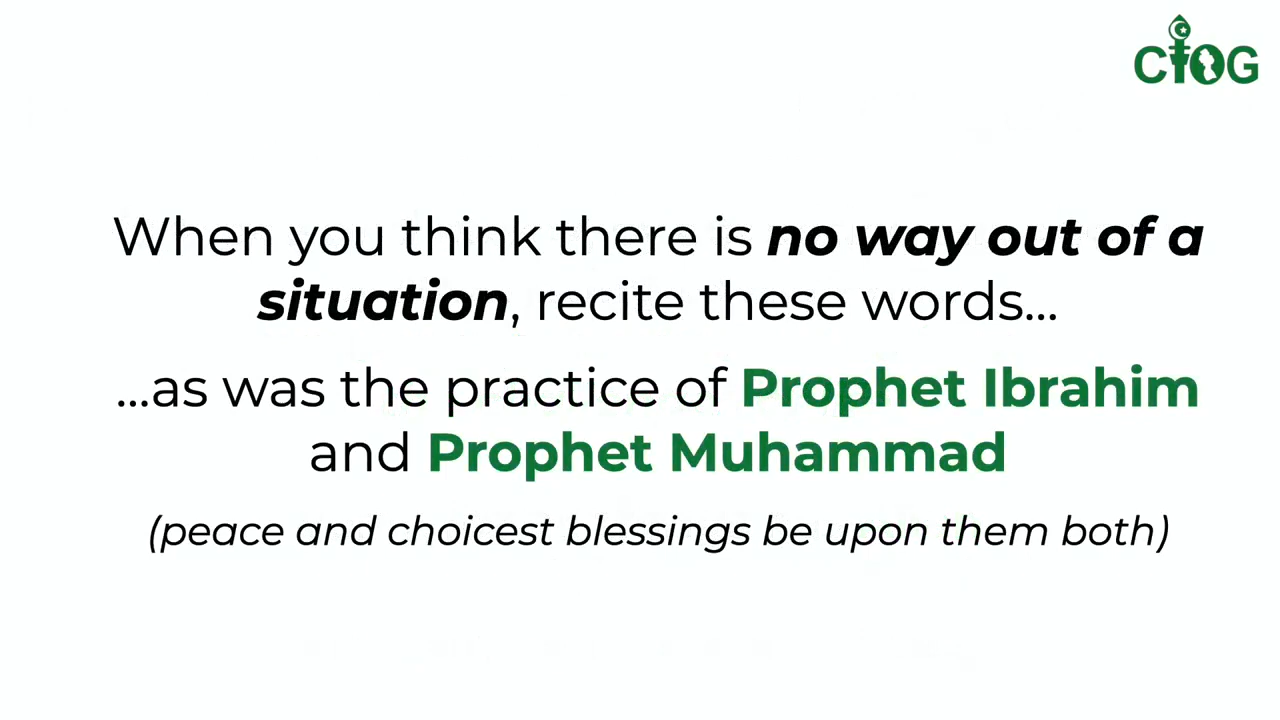 CIOG
When you think there is no way out of a
situation, recite these words...
...as was the practice of Prophet Ibrahim
and Prophet Muhammad
(peace and choicest blessings be upon them both)